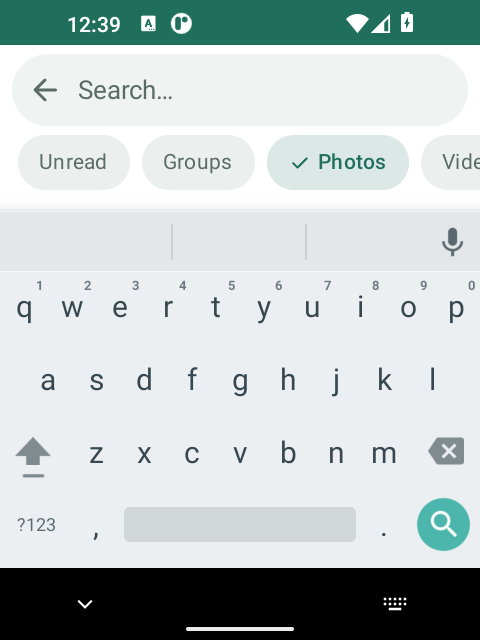 12:39
Search…
Unread Groups Photos Vide
1 2 3 4 5 6 7 8 9 0
q w e r t y u i o p
a s d f g h j k l
z x c v b n m
?123 , .